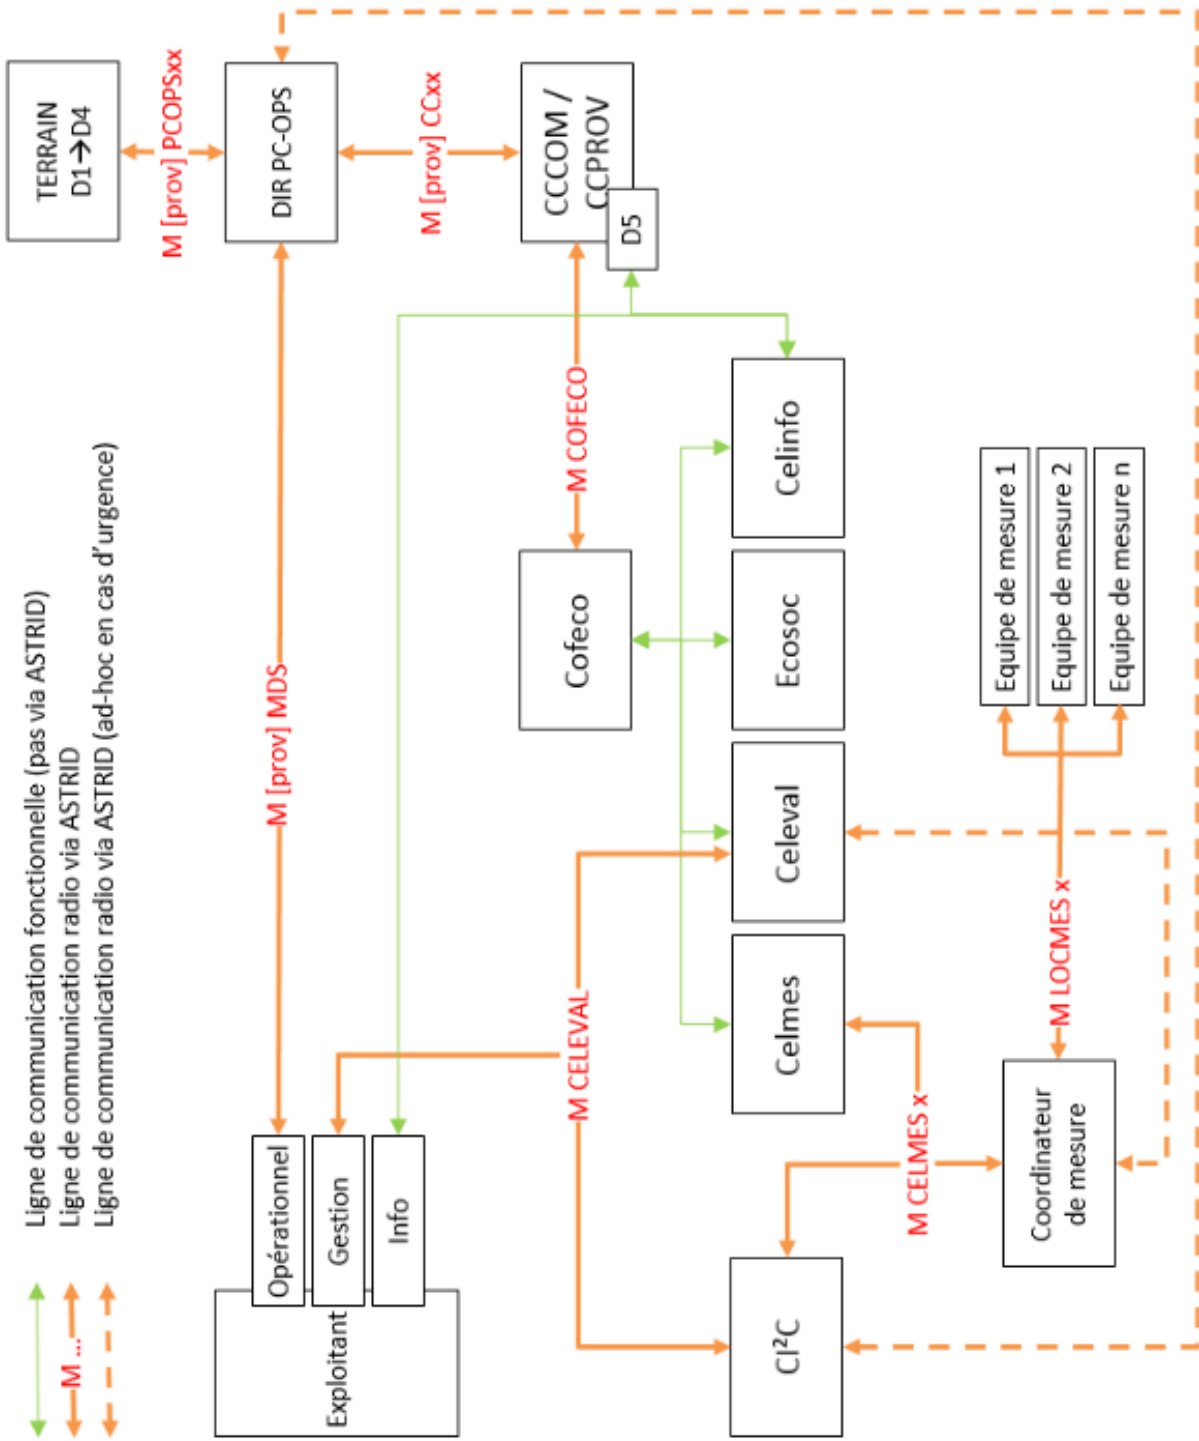 Ligne de communication fonctionnelle (pas via ASTRID)
M ...
Ligne de communication radio via ASTRID
Ligne de communication radio via ASTRID (ad-hoc en cas d'urgence)
TERRAIN
D1→D4
M [prov] PCOPSxx
Exploitant
Opérationnel
Gestion
Info
M [prov] MDS
DIR PC-OPS
M [prov] CCxx
M CELEVAL
Cofeco
M COFECO
CCCOM /
CCPROV
D5
CI²C
Celmes
Celeval
Ecosoc
Celinfo
M CELMES x
Coordinateur
de mesure
M LOCMES x
Equipe de mesure 1
Equipe de mesure 2
Equipe de mesure n